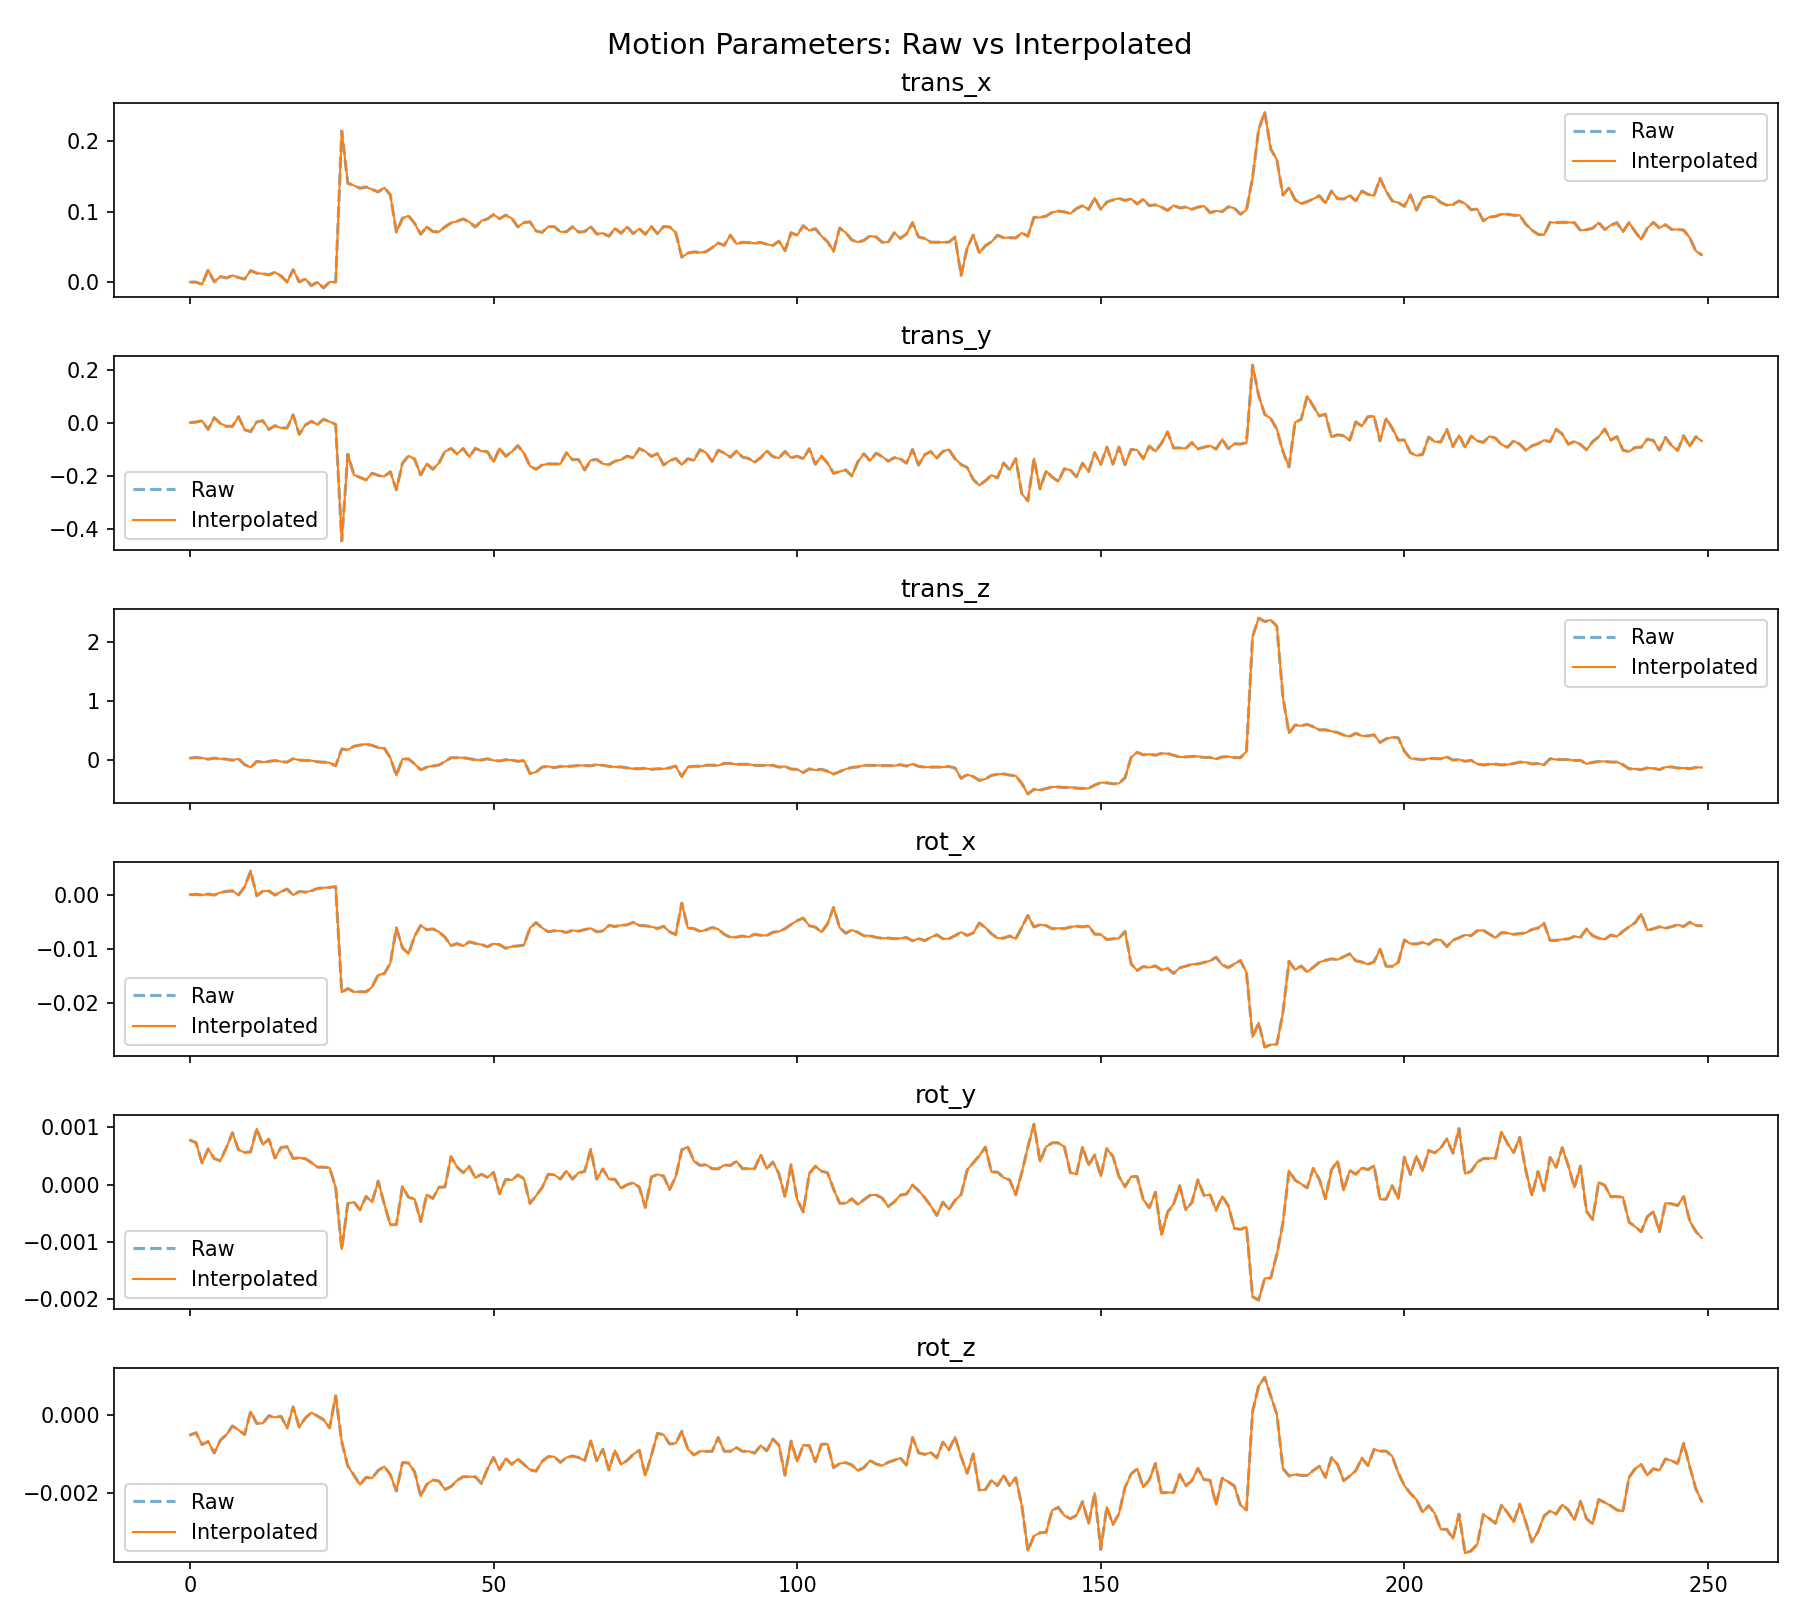 Motion Parameters: Raw vs Interpolated
trans_x
0.2
0.1
0.0
Raw
Interpolated
trans_y
0.2
0.0
−0.2
−0.4
Raw
Interpolated
trans_z
2
1
0
Raw
Interpolated
rot_x
0.00
−0.01
−0.02
Raw
Interpolated
rot_y
0.001
0.000
−0.001
−0.002
Raw
Interpolated
rot_z
0.000
−0.002
Raw
Interpolated
0 50 100 150 200 250